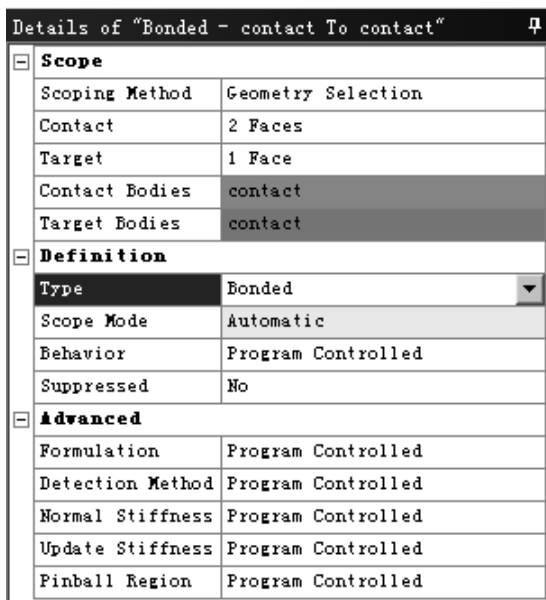 Details of "Bonded - contact To contact"
Scope
Scoping Method Geometry Selection
Contact 2 Faces
Target 1 Face
Contact Bodies contact
Target Bodies contact
Definition
Type Bonded
Scope Mode Automatic
Behavior Program Controlled
Suppressed No
Advanced
Formulation Program Controlled
Detection Method Program Controlled
Normal Stiffness Program Controlled
Update Stiffness Program Controlled
Pinball Region Program Controlled